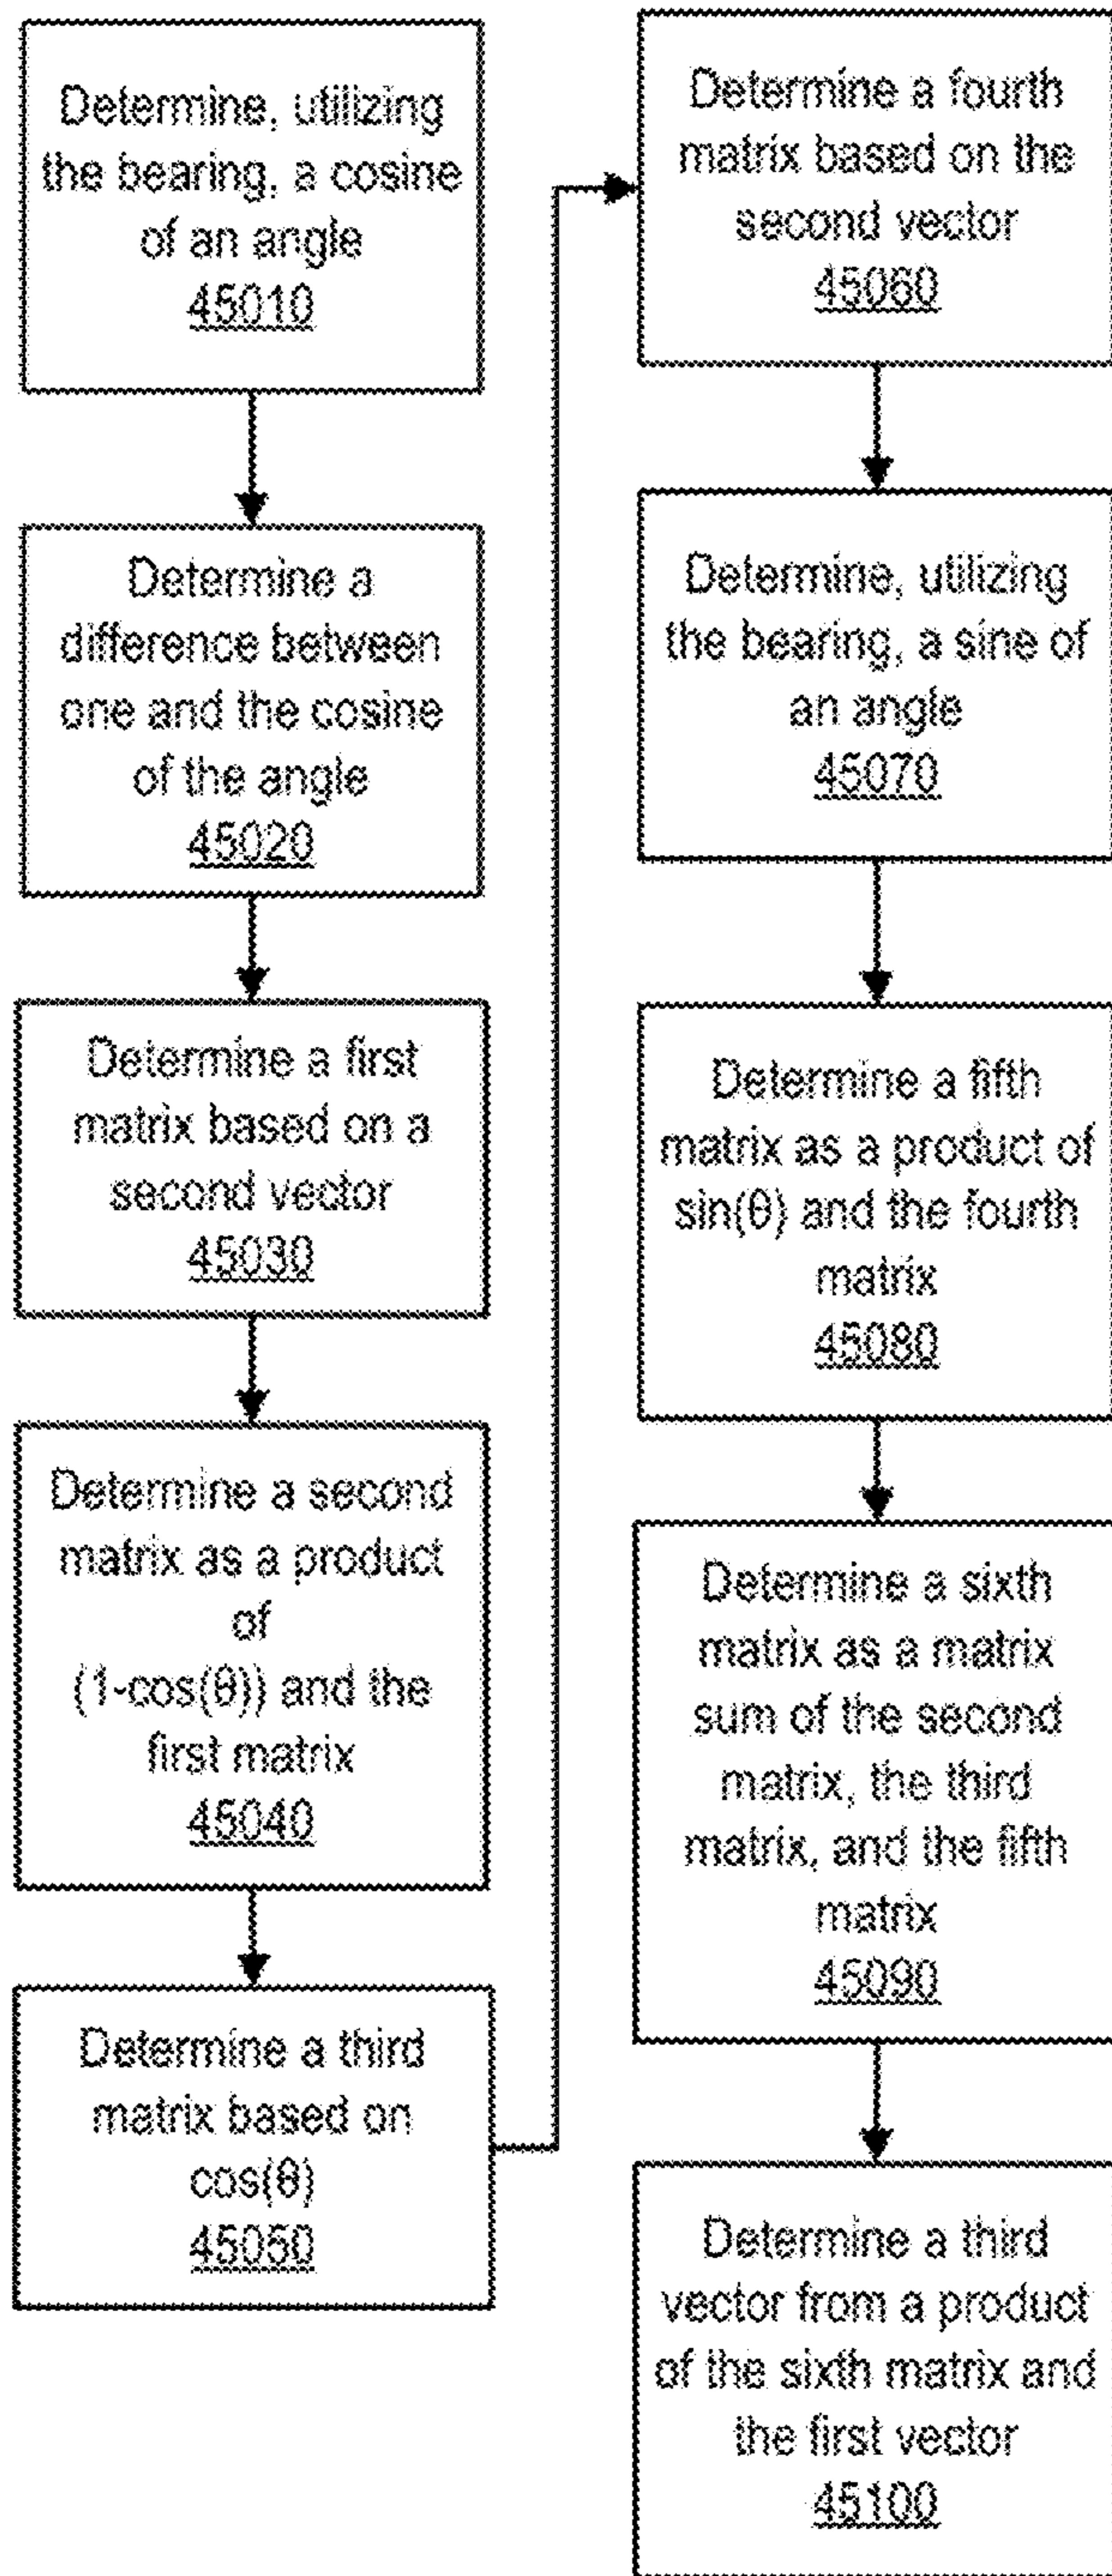 Determine, utilizing
the bearing, a cosine
of an angle
45010
Determine a
difference between
one and the cosine
of the angle
45020
Determine a first
matrix based on a
second vector
45030
Determine a second
matrix as a product
of
(1-cos(θ)) and the
first matrix
45040
Determine a third
matrix based on
cos(θ)
45050
Determine a fourth
matrix based on the
second vector
45060
Determine, utilizing
the bearing, a sine of
an angle
45070
Determine a fifth
matrix as a product of
sin(θ) and the fourth
matrix
45080
Determine a sixth
matrix as a matrix
sum of the second
matrix, the third
matrix, and the fifth
matrix
45090
Determine a third
vector from a product
of the sixth matrix and
the first vector
45100